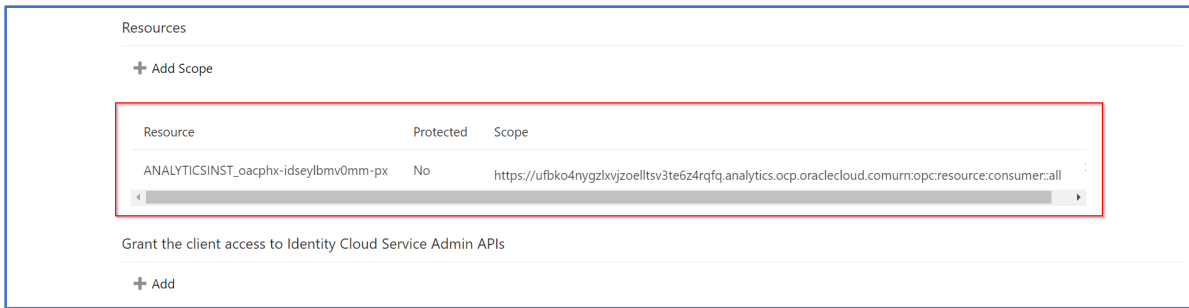 Resources
Add Scope
Resource Protected Scope
ANALYTICSINST_oacphx-idseylbmv0mm-px No https://ufbko4nygzlxvjzoelltsv3te6z4rqfq.analytics.ocp.oraclecloud.comurn:opc:resource:consumer::all
Grant the client access to Identity Cloud Service Admin APIs
Add